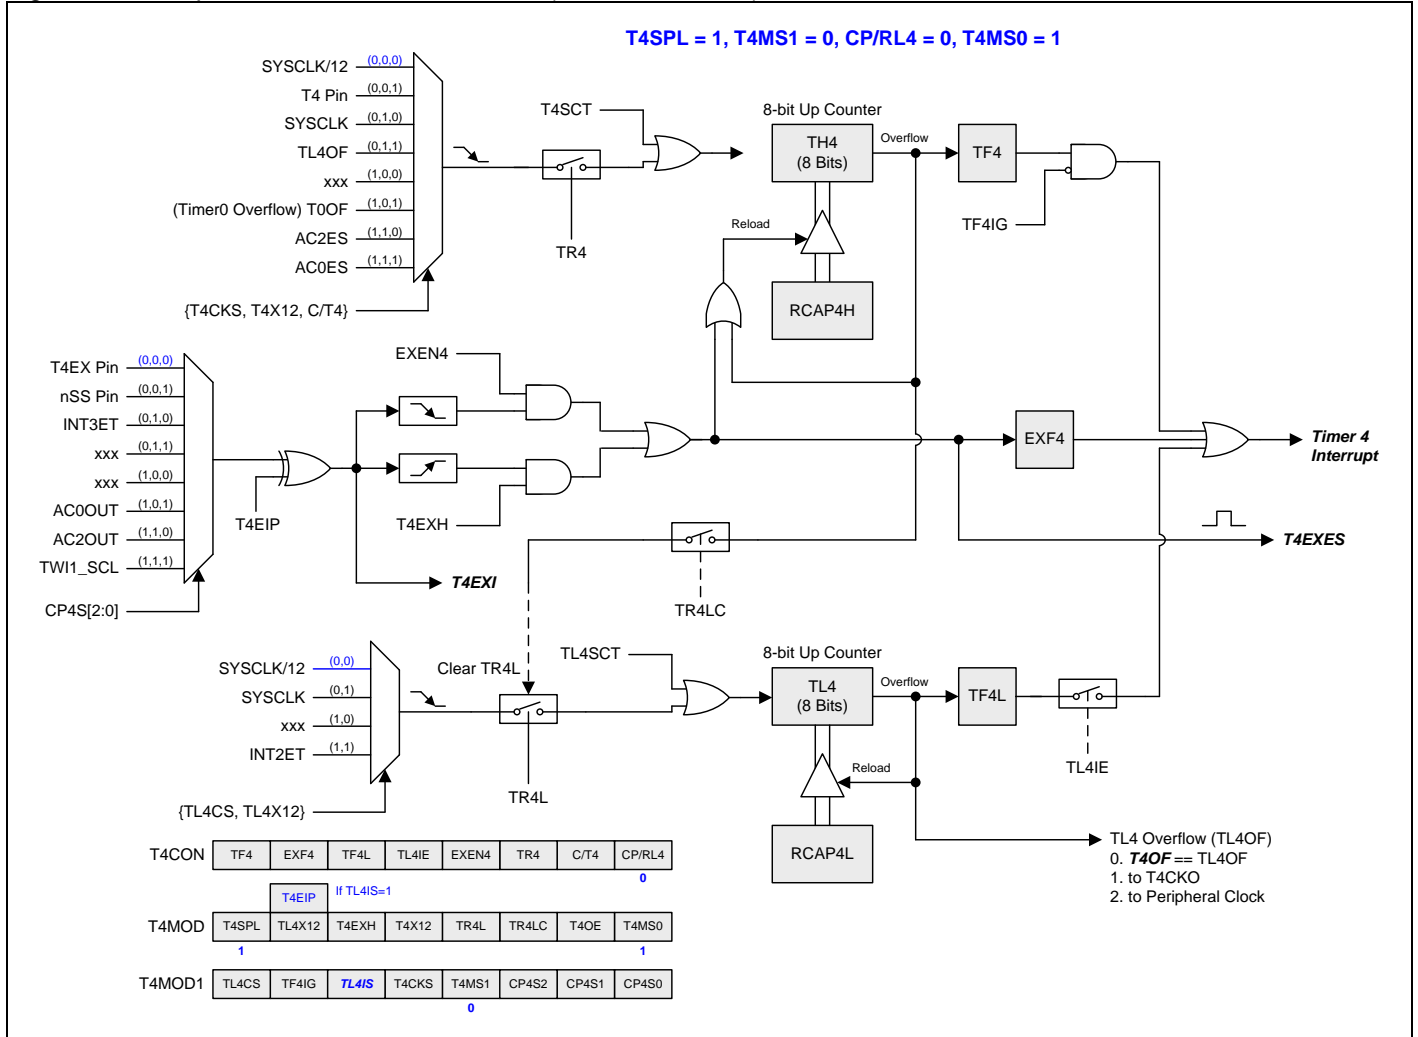 T4SPL = 1, T4MS1 = 0, CP/RL4 = 0, T4MS0 = 1
SYSCLK/12 (0,0,0)
T4 Pin (0,0,1)
SYSCLK (0,1,0)
TL4OF (0,1,1)
xxx (1,0,0)
(Timer0 Overflow) T0OF (1,0,1)
AC2ES (1,1,0)
AC0ES (1,1,1)
{T4CKS, T4X12, C/T4}
T4SCT
TR4
8-bit Up Counter
TH4
(8 Bits)
Overflow
TF4
TF4IG
Reload
RCAP4H
T4EX Pin (0,0,0)
nSS Pin (0,0,1)
INT3ET (0,1,0)
xxx (0,1,1)
xxx (1,0,0)
AC0OUT (1,0,1)
AC2OUT (1,1,0)
TWI1_SCL (1,1,1)
CP4S[2:0]
T4EIP
EXEN4
T4EXH
T4EXI
EXF4
Timer 4
Interrupt
T4EXES
TR4LC
SYSCLK/12 (0,0)
SYSCLK (0,1)
xxx (1,0)
INT2ET (1,1)
{TL4CS, TL4X12}
Clear TR4L
TR4L
TL4SCT
8-bit Up Counter
TL4
(8 Bits)
Overflow
TF4L
TL4IE
Reload
RCAP4L
TL4 Overflow (TL4OF)
0. T4OF == TL4OF
1. to T4CKO
2. to Peripheral Clock
T4CON TF4 EXF4 TF4L TL4IE EXEN4 TR4 C/T4 CP/RL4
0
T4EIP If TL4IS=1
T4MOD T4SPL TL4X12 T4EXH T4X12 TR4L TR4LC T4OE T4MS0
1 1
T4MOD1 TL4CS TF4IG TL4IS T4CKS T4MS1 CP4S2 CP4S1 CP4S0
0